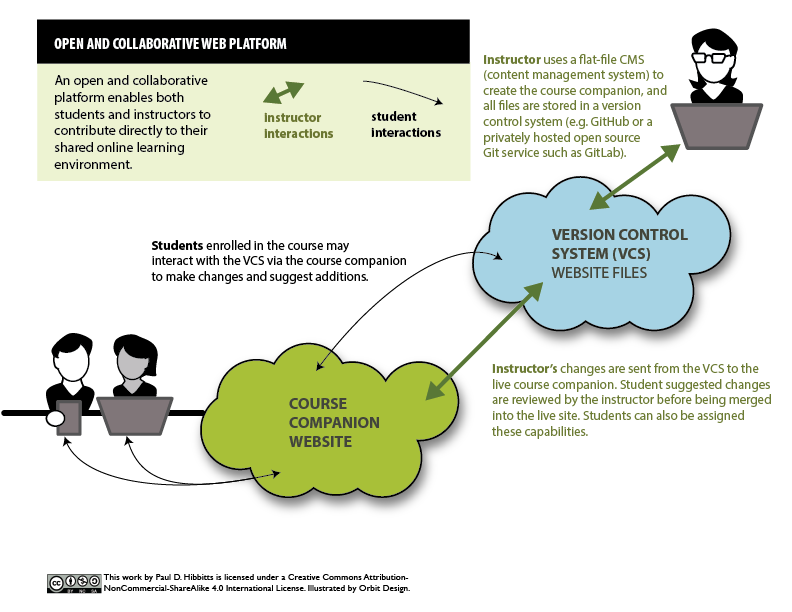 OPEN AND COLLABORATIVE WEB PLATFORM
An open and collaborative
platform enables both
students and instructors to
contribute directly to their
shared online learning
environment.
instructor
interactions
student
interactions
Instructor uses a flat-file CMS
(content management system) to
create the course companion, and
all files are stored in a version
control system (e.g. GitHub or a
privately hosted open source
Git service such as GitLab).
VERSION CONTROL
SYSTEM (VCS)
WEBSITE FILES
Students enrolled in the course may
interact with the VCS via the course companion
to make changes and suggest additions.
Instructor's changes are sent from the VCS to the
live course companion. Student suggested changes
are reviewed by the instructor before being merged
into the live site. Students can also be assigned
these capabilities.
COURSE
COMPANION
WEBSITE
cc
BY NC SA
This work by Paul D. Hibbitts is licensed under a Creative Commons Attribution-
NonCommercial-ShareAlike 4.0 International License. Illustrated by Orbit Design.